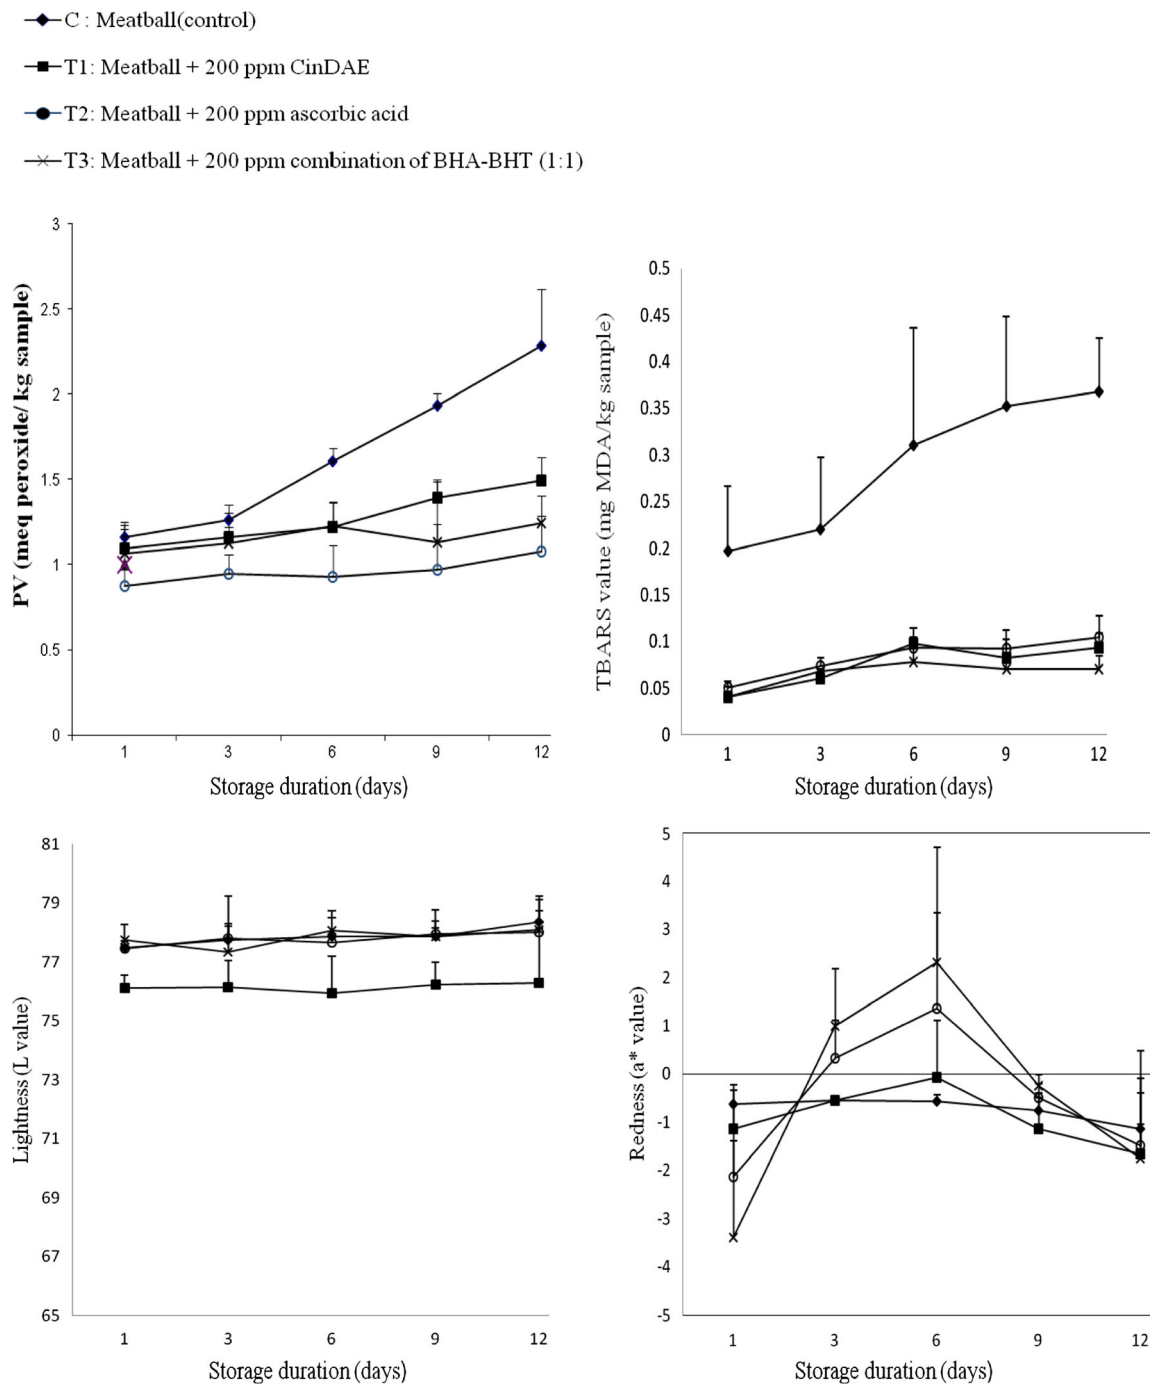 C : Meatball(control)
T1: Meatball + 200 ppm CinDAE
T2: Meatball + 200 ppm ascorbic acid
T3: Meatball + 200 ppm combination of BHA-BHT (1:1)
PV (meq peroxide/ kg sample)
3
2.5
2
1.5
1
0.5
0
1 3 6 9 12
Storage duration (days)
TBARS value (mg MDA/kg sample)
0.5
0.45
0.4
0.35
0.3
0.25
0.2
0.15
0.1
0.05
0
1 3 6 9 12
Storage duration (days)
Lightness (L value)
81
79
77
75
73
71
69
67
65
1 3 6 9 12
Storage duration (days)
Redness (a* value)
5
4
3
2
1
0
-1
-2
-3
-4
-5
1 3 6 9 12
Storage duration (days)